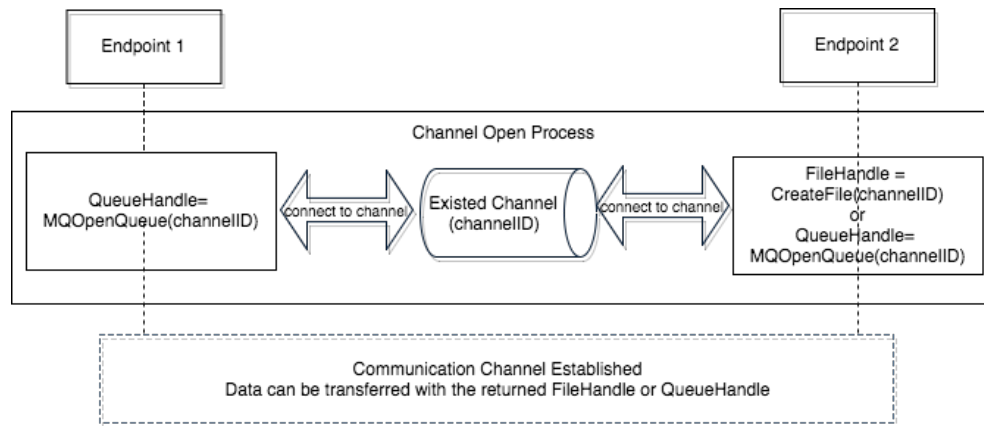 Endpoint 1
Endpoint 2
Channel Open Process
QueueHandle=
MQOpenQueue(channelID)
connect to channel
Existed Channel
(channelID)
connect to channel
FileHandle =
CreateFile(channelID)
or
QueueHandle=
MQOpenQueue(channelID)
Communication Channel Established
Data can be transferred with the returned FileHandle or QueueHandle